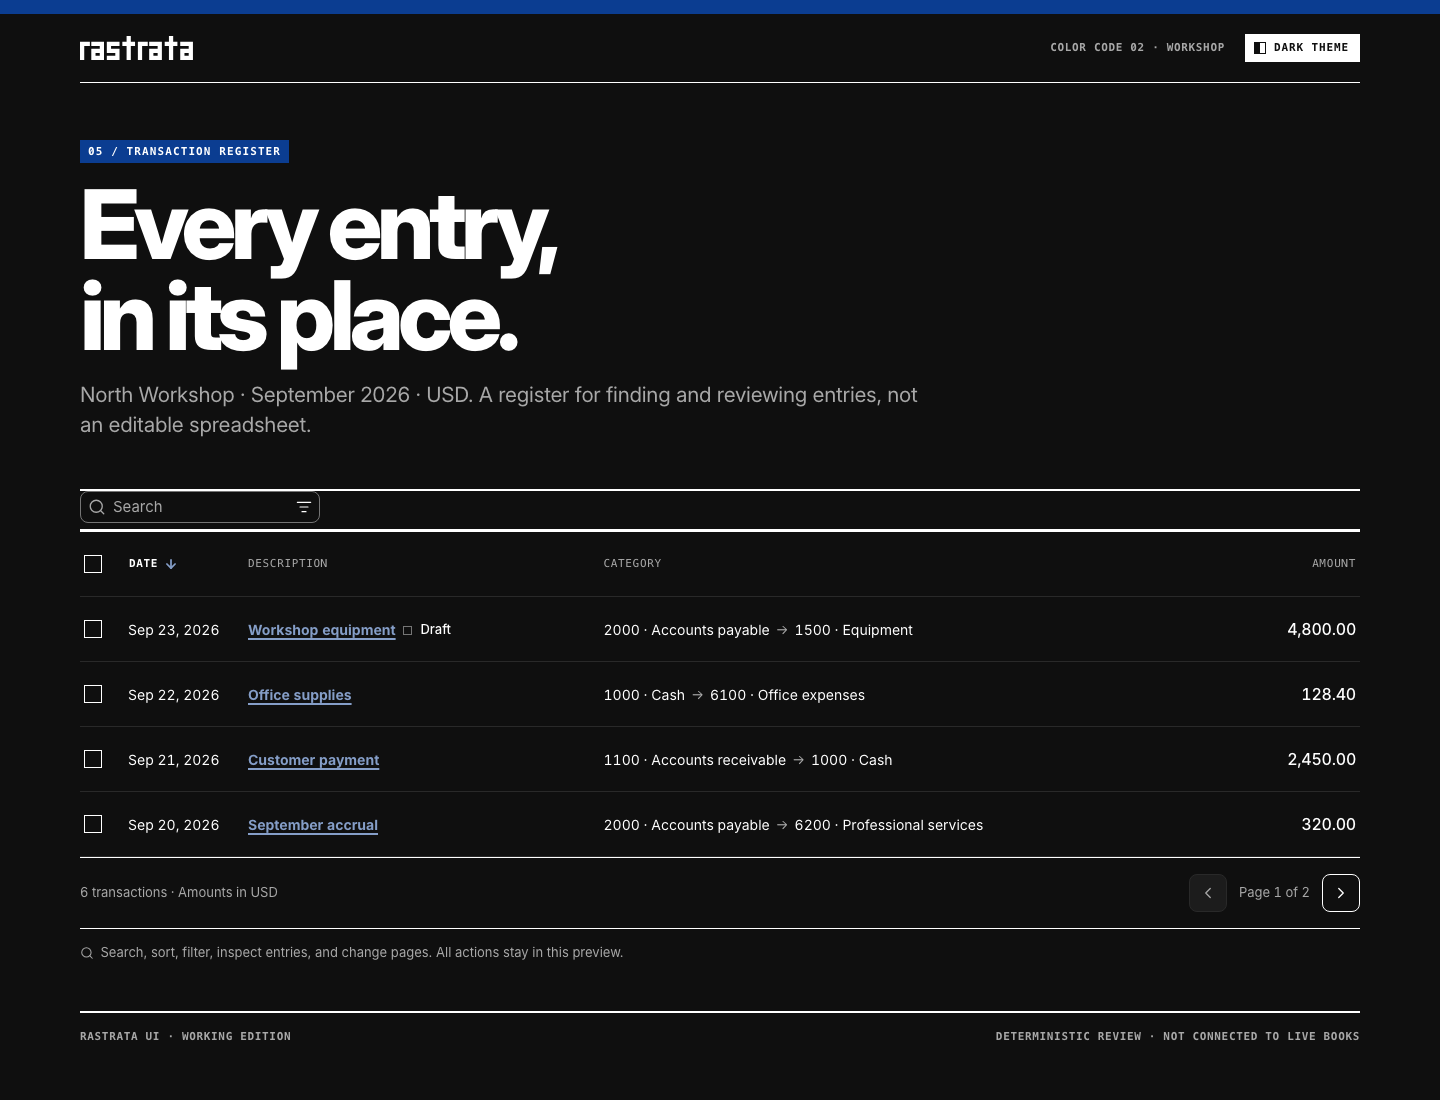 rastrata
COLOR CODE 02 · WORKSHOP
DARK THEME
05 / TRANSACTION REGISTER
Every entry,
in its place.
North Workshop · September 2026 · USD. A register for finding and reviewing entries, not
an editable spreadsheet.
Search
DATE ↓ DESCRIPTION CATEGORY AMOUNT
Sep 23, 2026 Workshop equipment Draft 2000 · Accounts payable → 1500 · Equipment 4,800.00
Sep 22, 2026 Office supplies 1000 · Cash → 6100 · Office expenses 128.40
Sep 21, 2026 Customer payment 1100 · Accounts receivable → 1000 · Cash 2,450.00
Sep 20, 2026 September accrual 2000 · Accounts payable → 6200 · Professional services 320.00
6 transactions · Amounts in USD
Page 1 of 2
Search, sort, filter, inspect entries, and change pages. All actions stay in this preview.
RASTRATA UI · WORKING EDITION
DETERMINISTIC REVIEW · NOT CONNECTED TO LIVE BOOKS